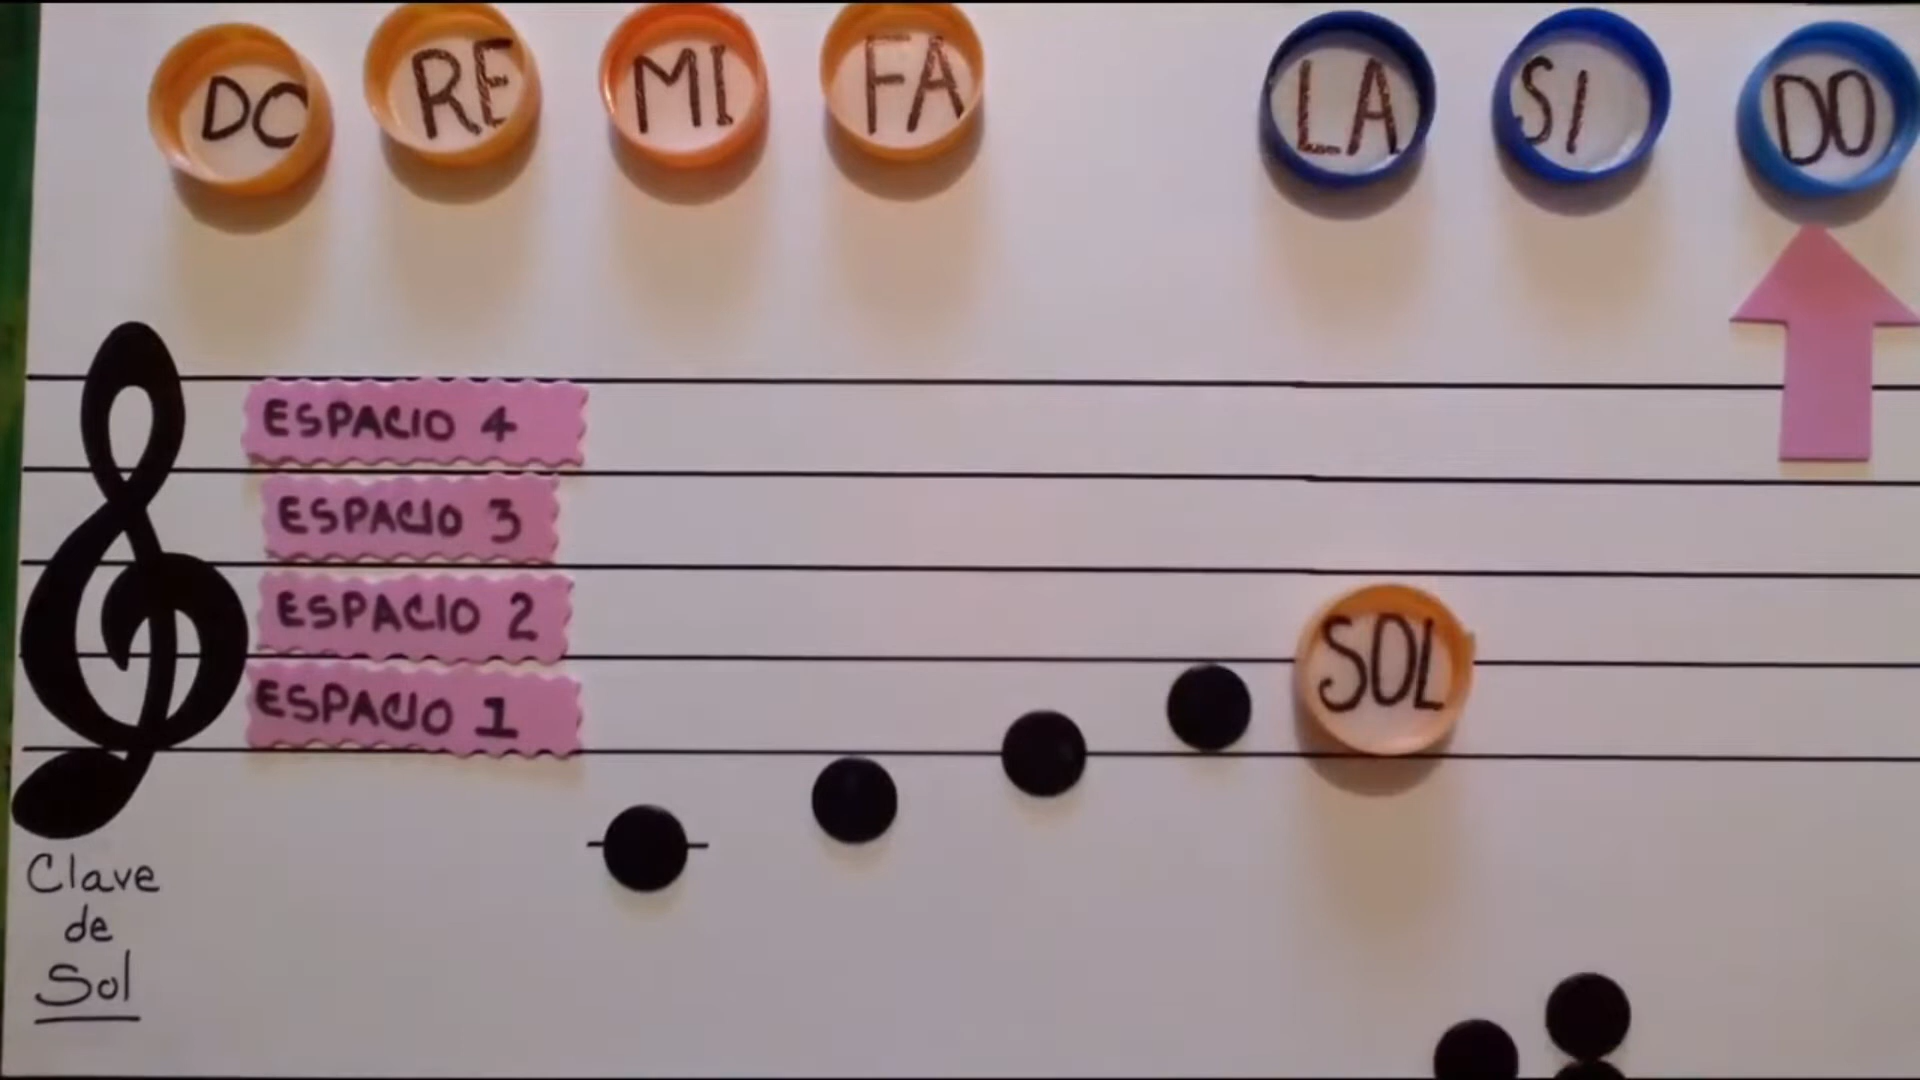 DO
RE
MI
FA
LA
SI
DO
ESPACIO 4
ESPACIO 3
ESPACIO 2
ESPACIO 1
SOL
Clave
de
Sol